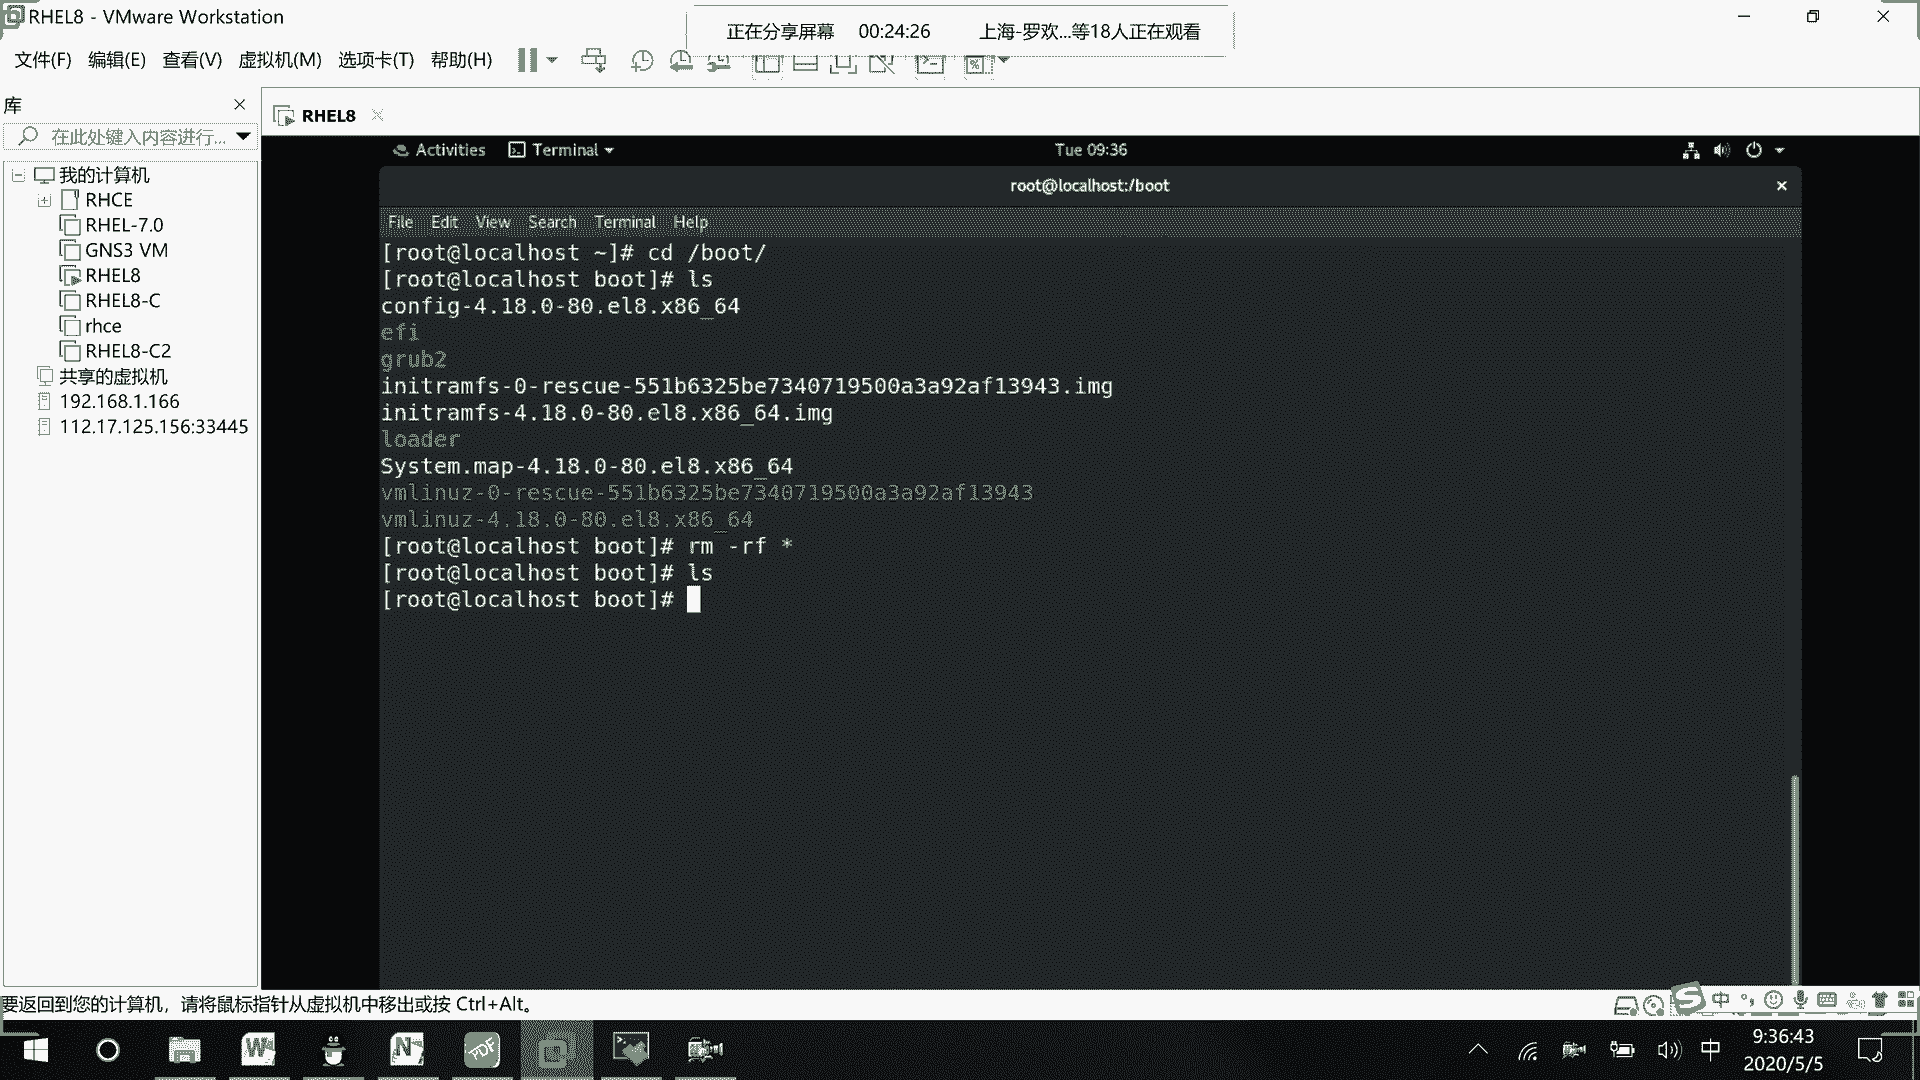 RHEL8 - VMware Workstation
正在分享屏幕 00:24:26 上海-罗欢...等18人正在观看
文件(F) 编辑(E) 查看(V) 虚拟机(M) 选项卡(T) 帮助(H)
库
在此处键入内容进行...
RHEL8
我的计算机
RHCE
RHEL-7.0
GNS3 VM
RHEL8
RHEL8-C
rhce
RHEL8-C2
共享的虚拟机
192.168.1.166
112.17.125.156:33445
Activities Terminal Tue 09:36
root@localhost:/boot
File Edit View Search Terminal Help
[root@localhost ~]# cd /boot/
[root@localhost boot]# ls
config-4.18.0-80.el8.x86_64
efi
grub2
initramfs-0-rescue-551b6325be7340719500a3a92af13943.img
initramfs-4.18.0-80.el8.x86_64.img
loader
System.map-4.18.0-80.el8.x86_64
vmlinuz-0-rescue-551b6325be7340719500a3a92af13943
vmlinuz-4.18.0-80.el8.x86_64
[root@localhost boot]# rm -rf *
[root@localhost boot]# ls
[root@localhost boot]#
要返回到您的计算机，请将鼠标指针从虚拟机中移出或按 Ctrl+Alt。
中
中
9:36:43
2020/5/5